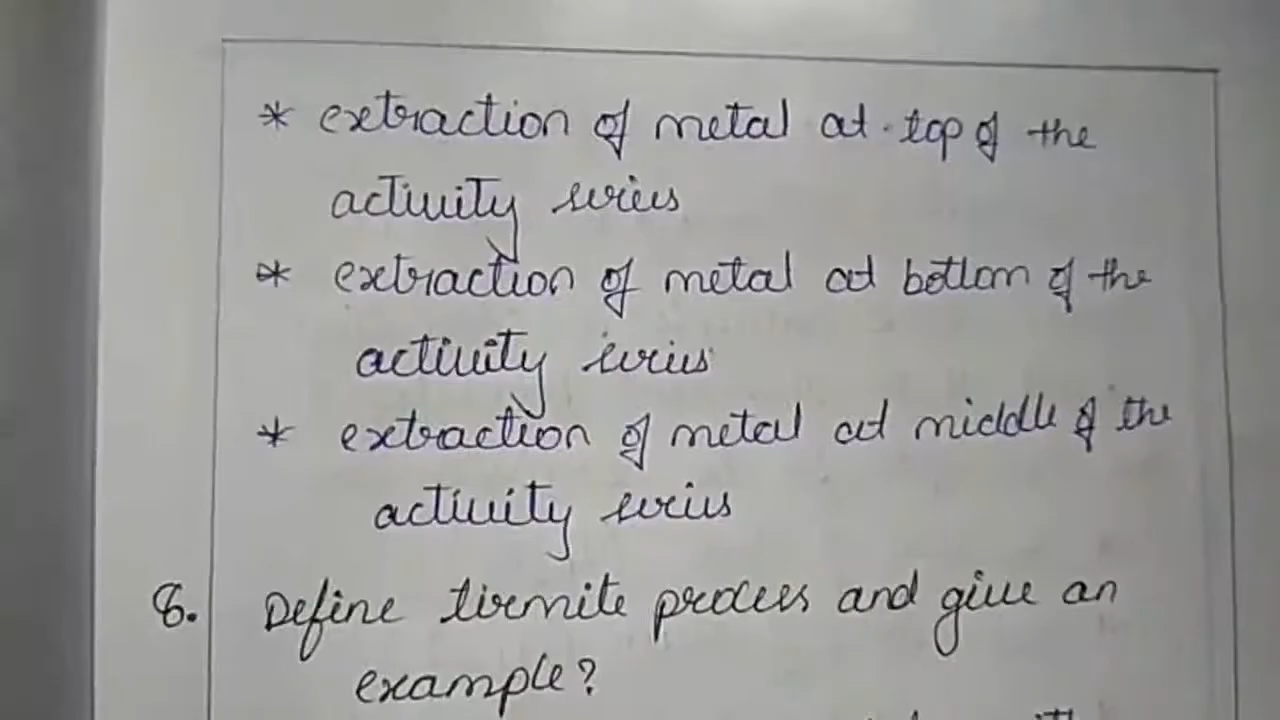 * extraction of metal at top of the
activity series
* extraction of metal at bottom of the
activity series
* extraction of metal at middle of the
activity series
8. Define tirmite process and give an
example?